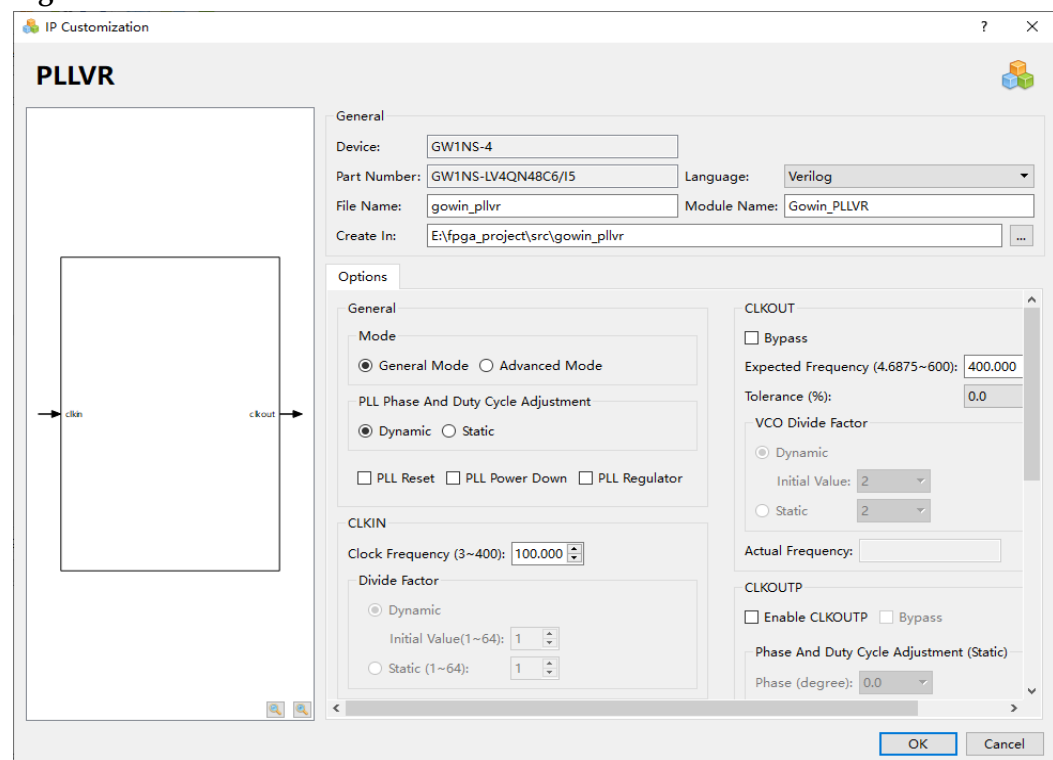 IP Customization
?
PLLVR
General
Device: GW1NS-4
Part Number: GW1NS-LV4QN48C6/I5 Language: Verilog
File Name: gowin_pllvr Module Name: Gowin_PLLVR
Create In: E:\fpga_project\src\gowin_pllvr ...
Options
General
Mode
General Mode Advanced Mode
PLL Phase And Duty Cycle Adjustment
Dynamic Static
PLL Reset PLL Power Down PLL Regulator
CLKIN
Clock Frequency (3~400): 100.000
Divide Factor
Dynamic
Initial Value(1~64): 1
Static (1~64): 1
CLKOUT
Bypass
Expected Frequency (4.6875~600): 400.000
Tolerance (%): 0.0
VCO Divide Factor
Dynamic
Initial Value: 2
Static 2
Actual Frequency:
CLKOUTP
Enable CLKOUTP Bypass
Phase And Duty Cycle Adjustment (Static)
Phase (degree): 0.0
clkin clkout
OK Cancel